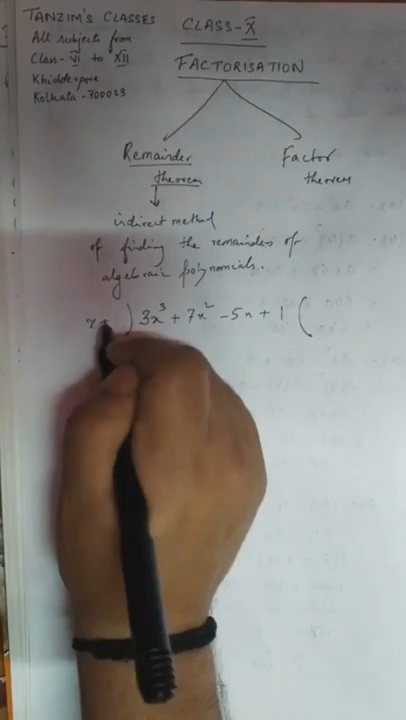 TANZIM'S CLASSES
All subjects from
Class - VI to XII
Khidderpore
Kolkata - 700023
CLASS - X
FACTORISATION
Remainder theorem
Factor theorem
indirect method
of finding the remainders of
algebraic polynomials.
x+ ) 3x³ + 7x² - 5x + 1 (